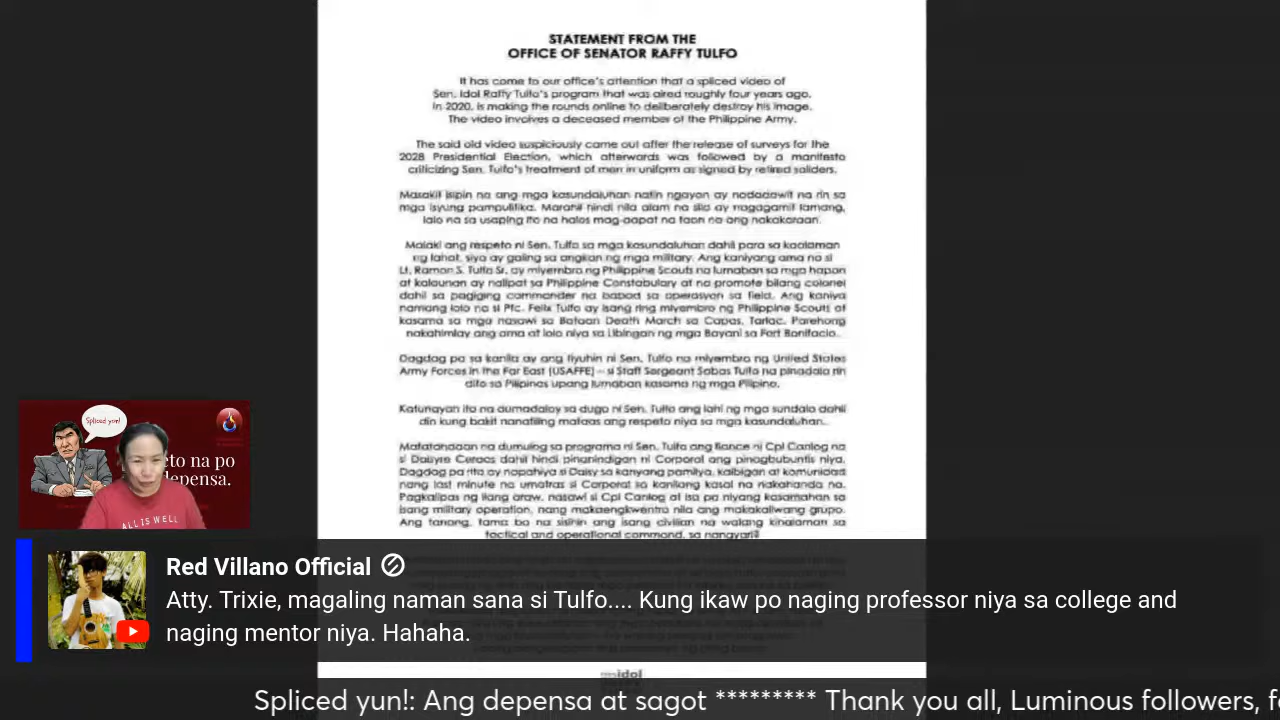 STATEMENT FROM THE
OFFICE OF SENATOR RAFFY TULFO
It has come to our office's attention that a spliced video of
Sen. Idol Raffy Tulfo's program that was aired roughly four years ago,
in 2020, is making the rounds online to deliberately destroy his image.
The video involves a deceased member of the Philippine Army.
The said old video suspiciously came out after the release of surveys for the
2028 Presidential Election, which afterwards was followed by a manifesto
criticizing Sen. Tulfo's treatment of men in uniform as signed by retired soliders.
Masakit isipin na ang mga kasundaluhan natin ngayon ay nadadawit na rin sa
mga isyung pampulitika. Marahil hindi nila alam na sila ay nagagamit lamang,
lalo na sa usaping ito na halos mag-aapat na taon na ang nakakaraan.
Malaki ang respeto ni Sen. Tulfo sa mga kasundaluhan dahil para sa kaalaman
ng lahat, siya ay galing sa angkan ng mga military. Ang kaniyang ama na si
Lt. Ramon S. Tulfo Sr. ay miyembro ng Philippine Scouts na lumaban sa mga hapon
at kalaunan ay nalipat sa Philippine Constabulary at na promote bilang colonel
dahil sa pagiging commander na babad sa operasyon sa field. Ang kaniya
namang lolo na si Pfc. Felix Tulfo ay isang ring miyembro ng Philippine Scouts at
kasama sa mga nasawi sa Bataan Death March sa Capas, Tarlac. Parehong
nakahimlay ang ama at lolo niya sa Libingan ng mga Bayani sa Fort Bonifacio.
Dagdag pa sa kanila ay ang tiyuhin ni Sen. Tulfo na miyembro ng United States
Army Forces in the Far East (USAFFE) – si Staff Sergeant Sabas Tulfo na pinadala rin
dito sa Pilipinas upang lumaban kasama ng mga Pilipino.
Katunayan ito na dumadaloy sa dugo ni Sen. Tulfo ang lahi ng mga sundalo dahil
din kung bakit nanatiling mataas ang respeto niya sa mga kasundaluhan.
Matatandaan na dumulog sa programa ni Sen. Tulfo ang fiance ni Cpl Canlog na
si Daisyre Cereos dahil hindi pinanindigan ni Corporal ang pinagbubuntis niya.
Dagdag pa rito ay napahiya si Daisy sa kanyang pamilya, kaibigan at komunidad
nang last minute na umatras si Corporal sa kanilang kasal na nakahanda na.
Pagkalipas ng ilang araw, nasawi si Cpl Canlog at isa pa niyang kasamahan sa
isang military operation, nang makaengkwentro nila ang makakaliwang grupo.
Ang tanong, tama ba na sisihin ang isang civilian na walang kinalaman sa
tactical and operational command, sa nangyari?
Spliced yun!
eto na po
depensa.
ALL IS WELL
Red Villano Official
Atty. Trixie, magaling naman sana si Tulfo.... Kung ikaw po naging professor niya sa college and
naging mentor niya. Hahaha.
idol
Spliced yun!: Ang depensa at sagot ********* Thank you all, Luminous followers, f